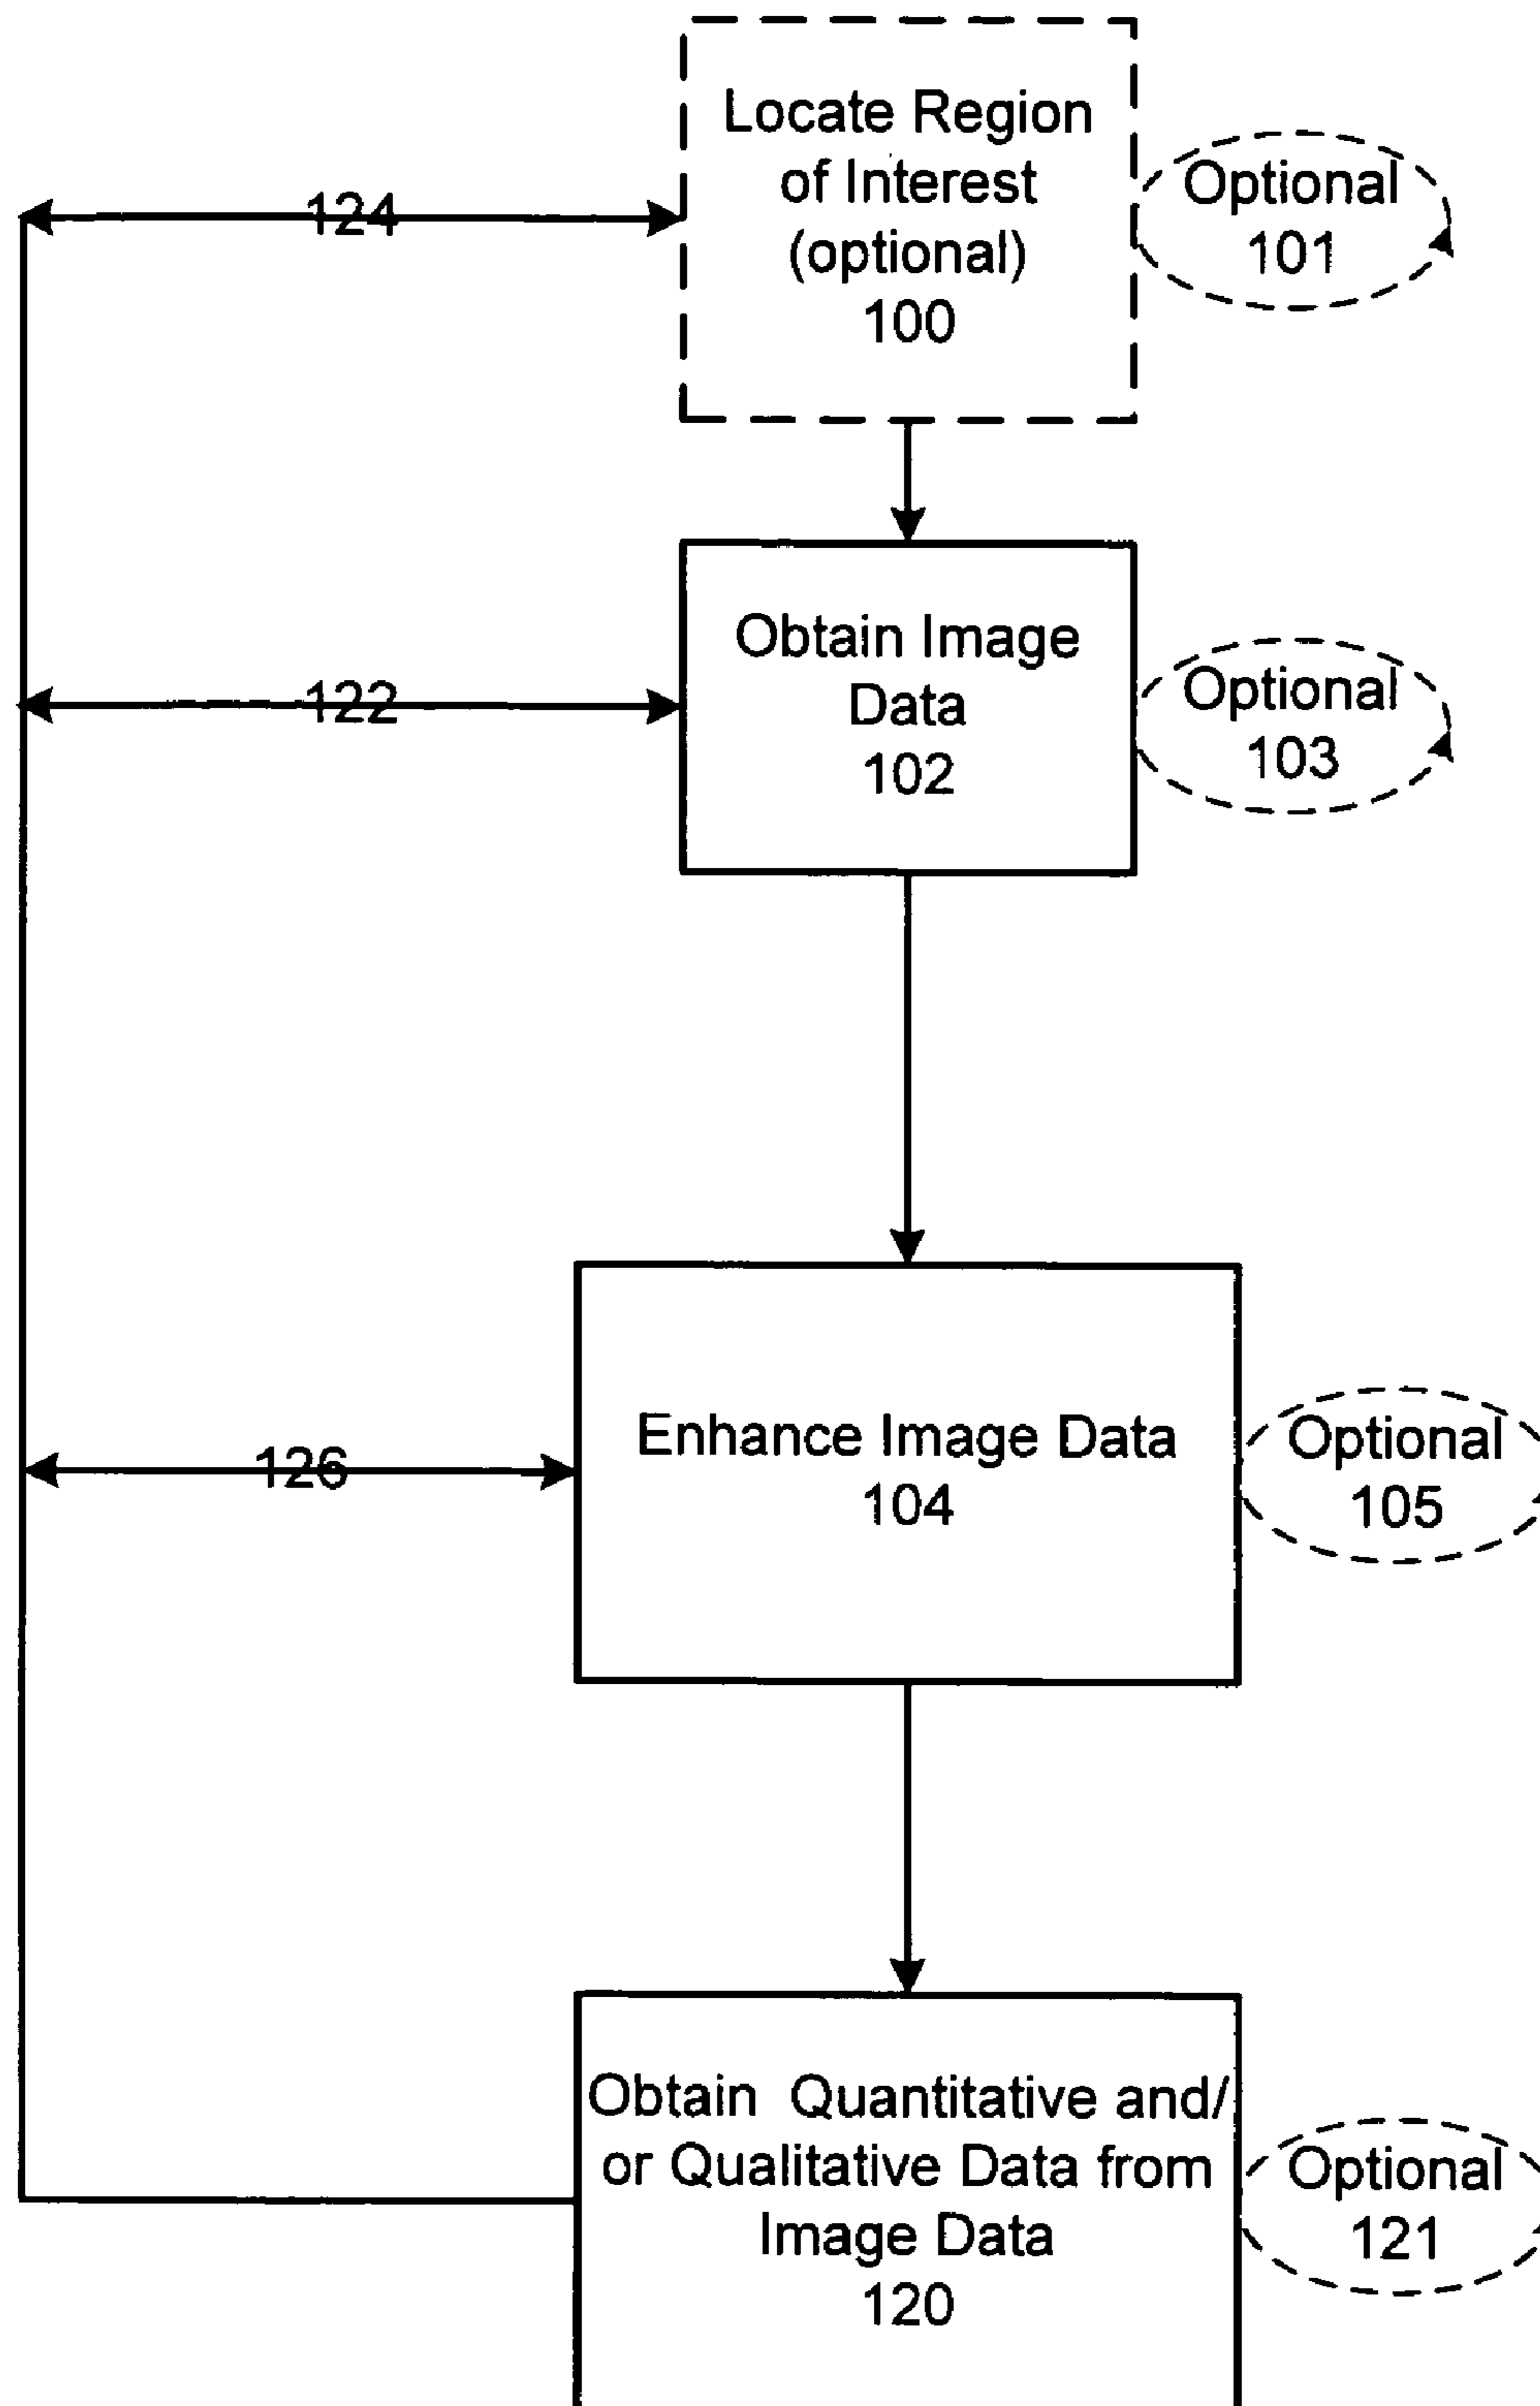 Locate Region
of Interest
(optional)
100
Optional
101
124
Obtain Image
Data
102
Optional
103
122
Enhance Image Data
104
Optional
105
126
Obtain Quantitative and/
or Qualitative Data from
Image Data
120
Optional
121